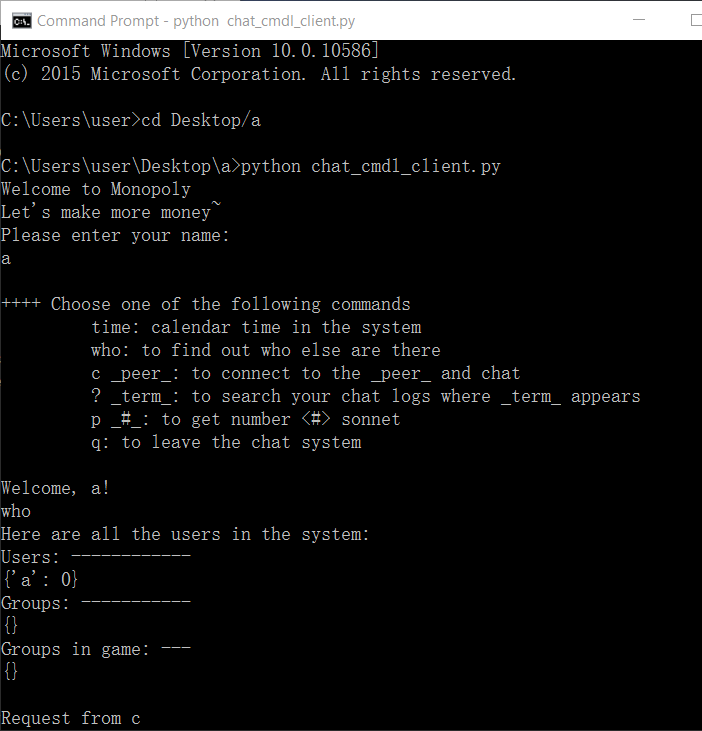 Command Prompt - python chat_cmdl_client.py
Microsoft Windows [Version 10.0.10586]
(c) 2015 Microsoft Corporation. All rights reserved.
C:\Users\user>cd Desktop/a
C:\Users\user\Desktop\a>python chat_cmdl_client.py
Welcome to Monopoly
Let's make more money~
Please enter your name:
a
++++ Choose one of the following commands
time: calendar time in the system
who: to find out who else are there
c _peer_: to connect to the _peer_ and chat
? _term_: to search your chat logs where _term_ appears
p _#_: to get number <#> sonnet
q: to leave the chat system
Welcome, a!
who
Here are all the users in the system:
Users: ------------
{'a': 0}
Groups: -----------
{}
Groups in game: ---
{}
Request from c